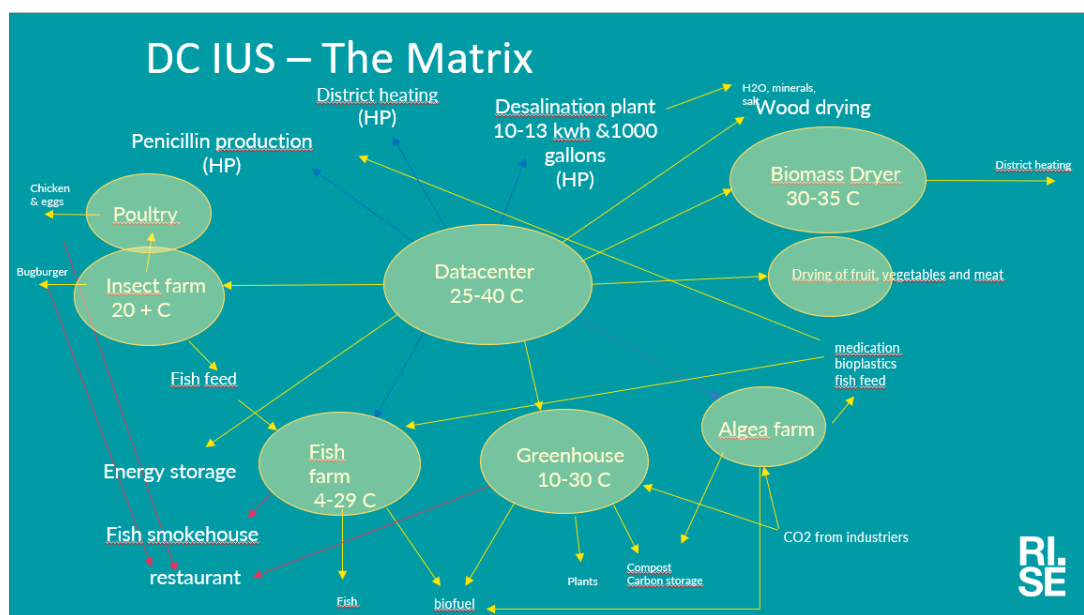 DC IUS – The Matrix
District heating
(HP)
Desalination plant
10-13 kwh &1000
gallons
(HP)
H2O, minerals,
salt
Wood drying
Penicillin production
(HP)
Biomass Dryer
30-35 C
District heating
Chicken
& eggs
Poultry
Bugburger
Insect farm
20 + C
Datacenter
25-40 C
Drying of fruit, vegetables and meat
medication
bioplastics
fish feed
Fish feed
Algea farm
Energy storage
Fish
farm
4-29 C
Greenhouse
10-30 C
Fish smokehouse
CO2 from industriers
restaurant
Plants
Compost
Carbon storage
Fish
biofuel
RI.
SE